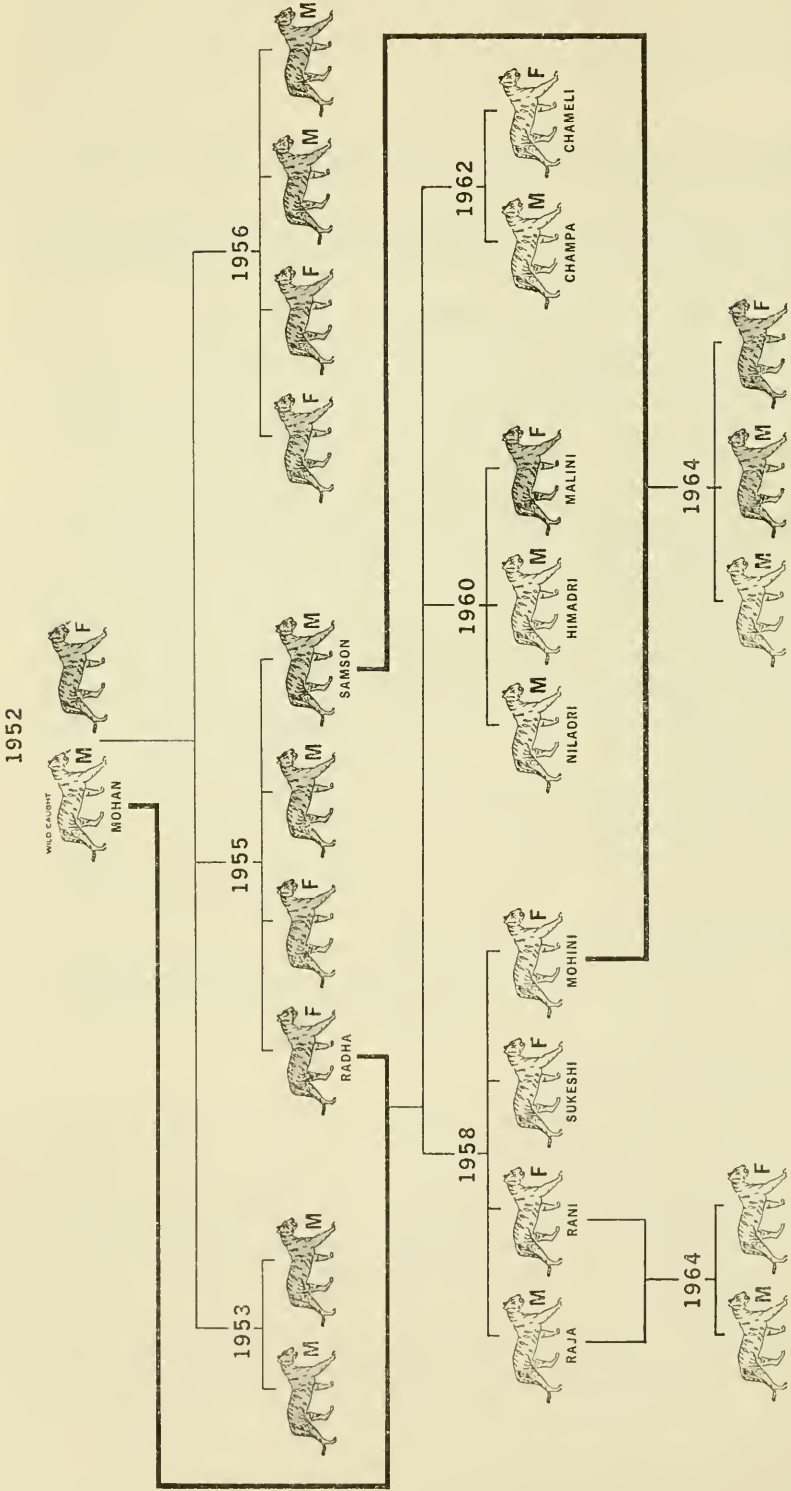 1952
WILD CAUGHT
M F
MOHAN
1953 1955 1956
M M F F M M F F M M
RADHA SAMSON
1958 1960 1962
M F F F M M F M F
RAJA RANI SUKESHI MOHINI NILADRI HIMADRI MALINI CHAMPA CHAMELI
1964 1964
M F M M F